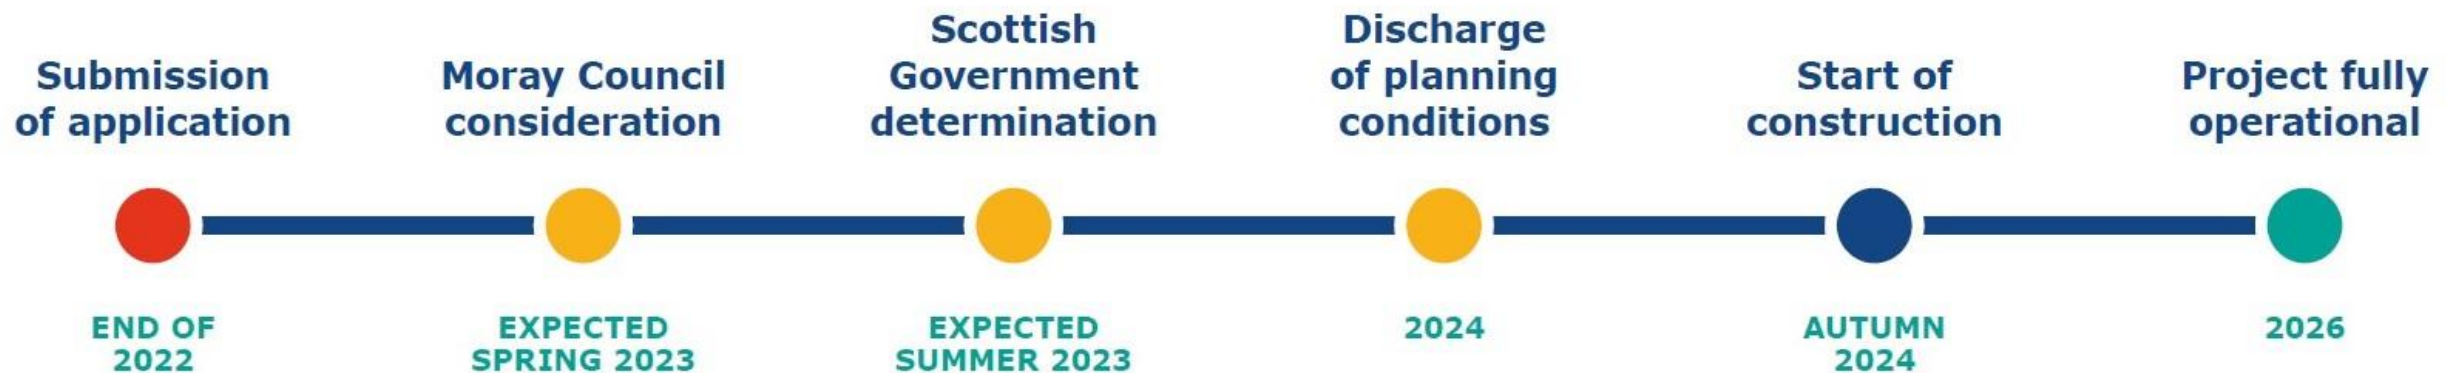 Submission
of application
Moray Council
consideration
Scottish
Government
determination
Discharge
of planning
conditions
Start of
construction
Project fully
operational
END OF
2022
EXPECTED
SPRING 2023
EXPECTED
SUMMER 2023
2024
AUTUMN
2024
2026